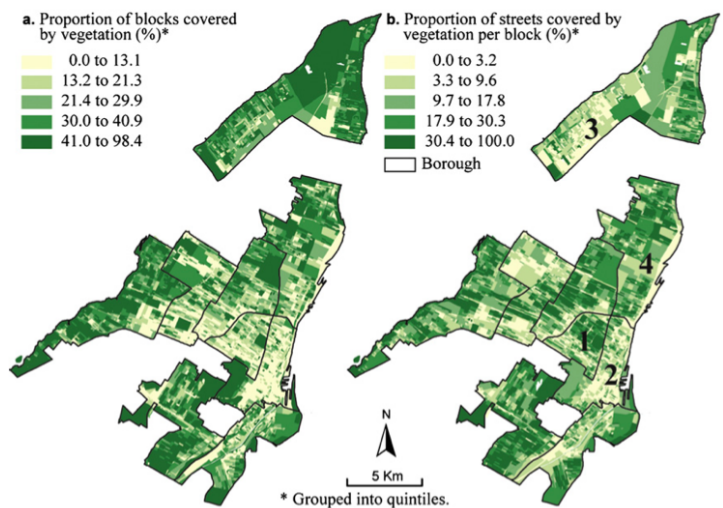 a. Proportion of blocks covered
by vegetation (%)*
0.0 to 13.1
13.2 to 21.3
21.4 to 29.9
30.0 to 40.9
41.0 to 98.4
b. Proportion of streets covered by
vegetation per block (%)*
0.0 to 3.2
3.3 to 9.6
9.7 to 17.8
17.9 to 30.3
30.4 to 100.0
Borough
3
4
1
2
N
5 Km
* Grouped into quintiles.